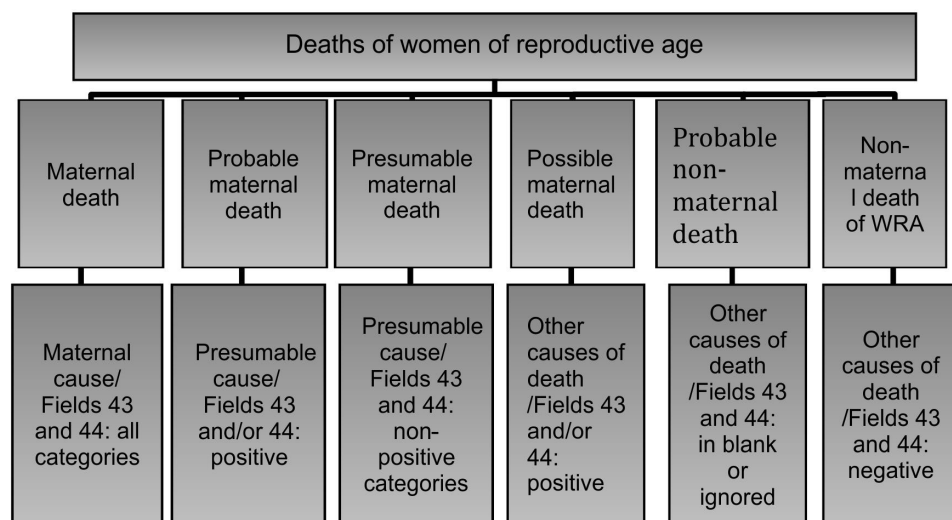 Deaths of women of reproductive age
Maternal
death
Probable
maternal
death
Presumable
maternal
death
Possible
maternal
death
Probable
non-
maternal
death
Non-
materna
l death
of WRA
Maternal
cause/
Fields 43
and 44: all
categories
Presumable
cause/
Fields 43
and/or 44:
positive
Presumable
cause/
Fields 43
and 44:
non-
positive
categories
Other
causes of
death
/Fields 43
and/or
44:
positive
Other
causes of
death
/Fields 43
and 44:
in blank
or
ignored
Other
causes of
death
/Fields 43
and 44:
negative